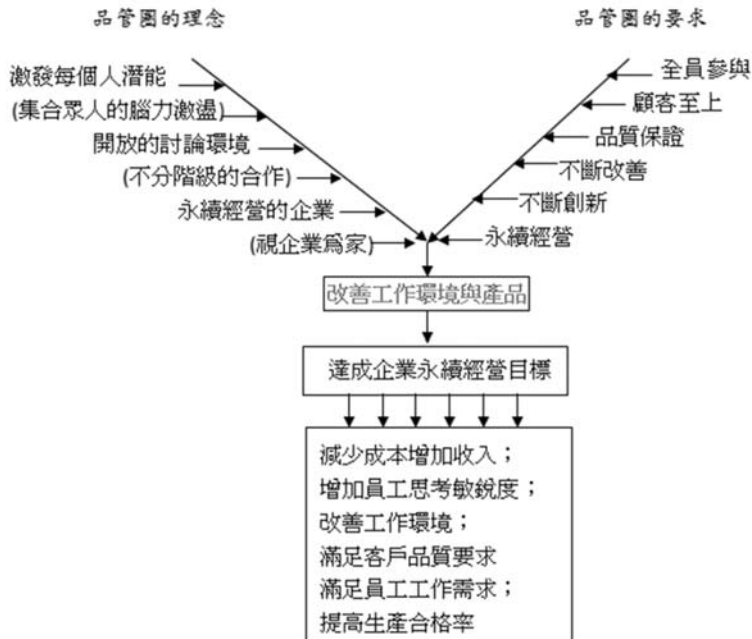 品管圈的理念
品管圈的要求
激發每個人潛能
(集合眾人的腦力激盪)
開放的討論環境
(不分階級的合作)
永續經營的企業
(視企業爲家)
全員參與
顧客至上
品質保證
不斷改善
不斷創新
永續經營
改善工作環境與產品
達成企業永續經營目標
減少成本增加收入；
增加員工思考敏銳度；
改善工作環境；
滿足客戶品質要求
滿足員工工作需求；
提高生產合格率